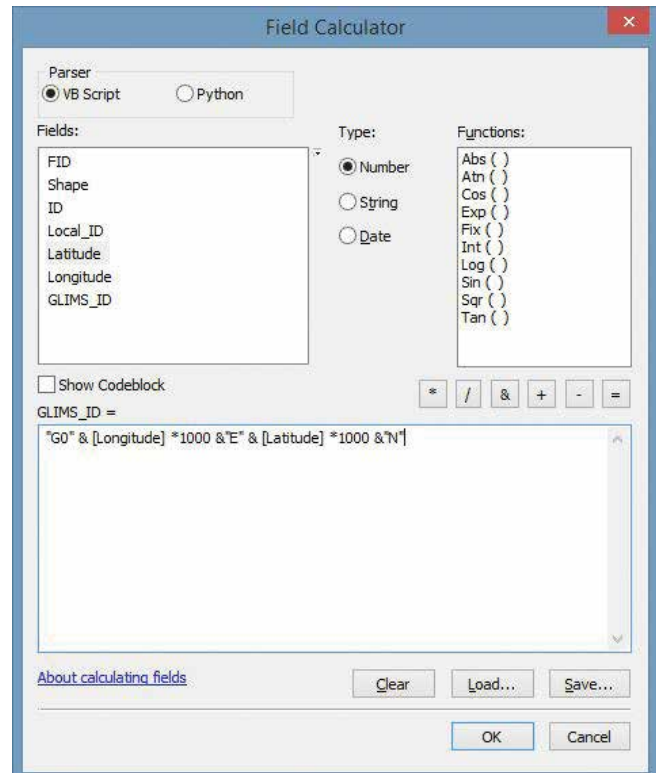 Field Calculator
Parser
VB Script Python
Fields:
FID
Shape
ID
Local_ID
Latitude
Longitude
GLIMS_ID
Type:
Number
String
Date
Functions:
Abs ( )
Atn ( )
Cos ( )
Exp ( )
Fix ( )
Int ( )
Log ( )
Sin ( )
Sqr ( )
Tan ( )
Show Codeblock
* / & + - =
GLIMS_ID =
"G0" & [Longitude] *1000 &"E" & [Latitude] *1000 &"N"
About calculating fields
Clear Load... Save...
OK Cancel